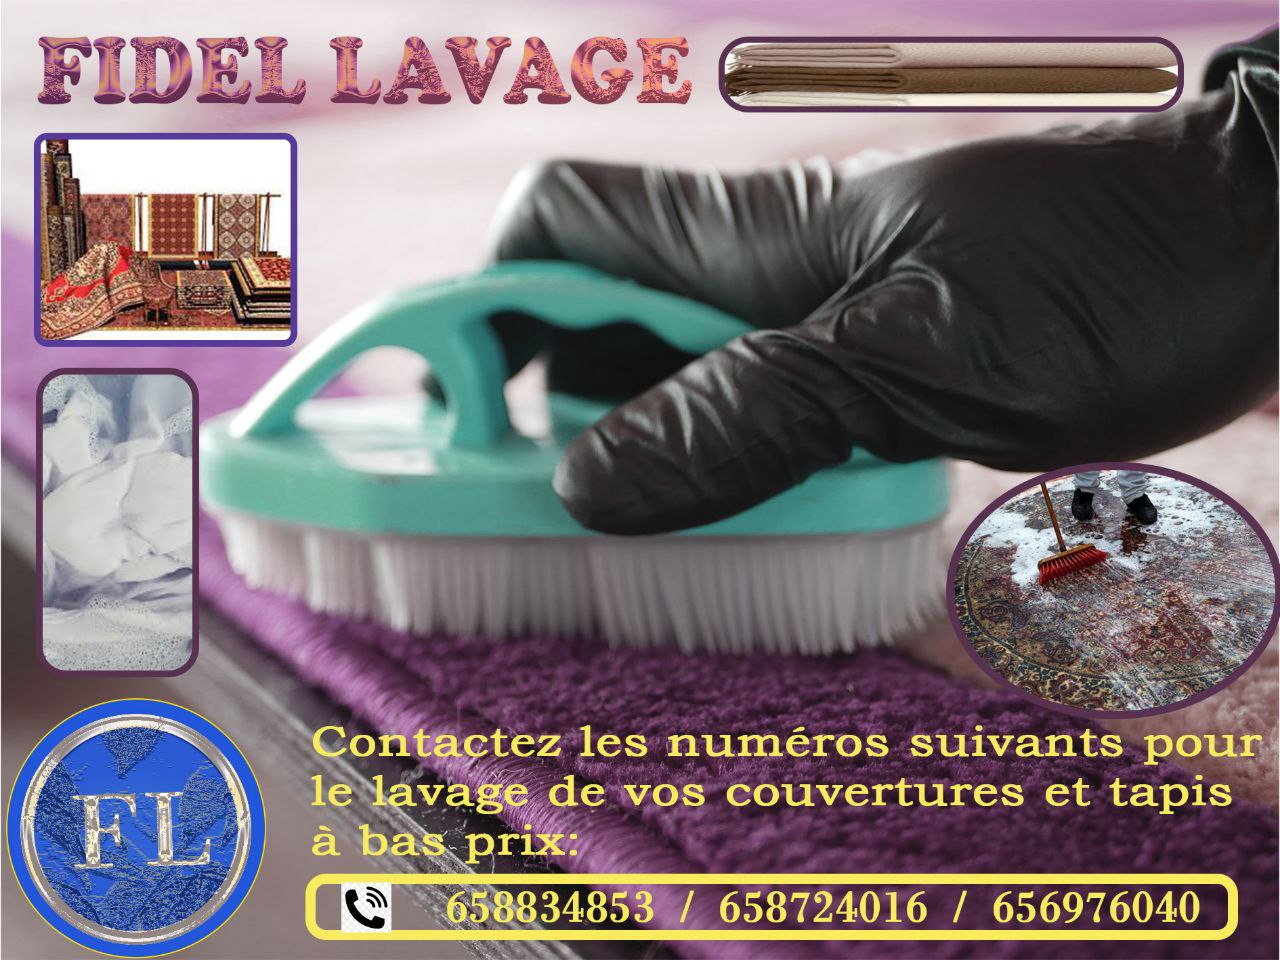 FIDEL LAVAGE
FL
Contactez les numéros suivants pour
le lavage de vos couvertures et tapis
à bas prix:
658834853 / 658724016 / 656976040